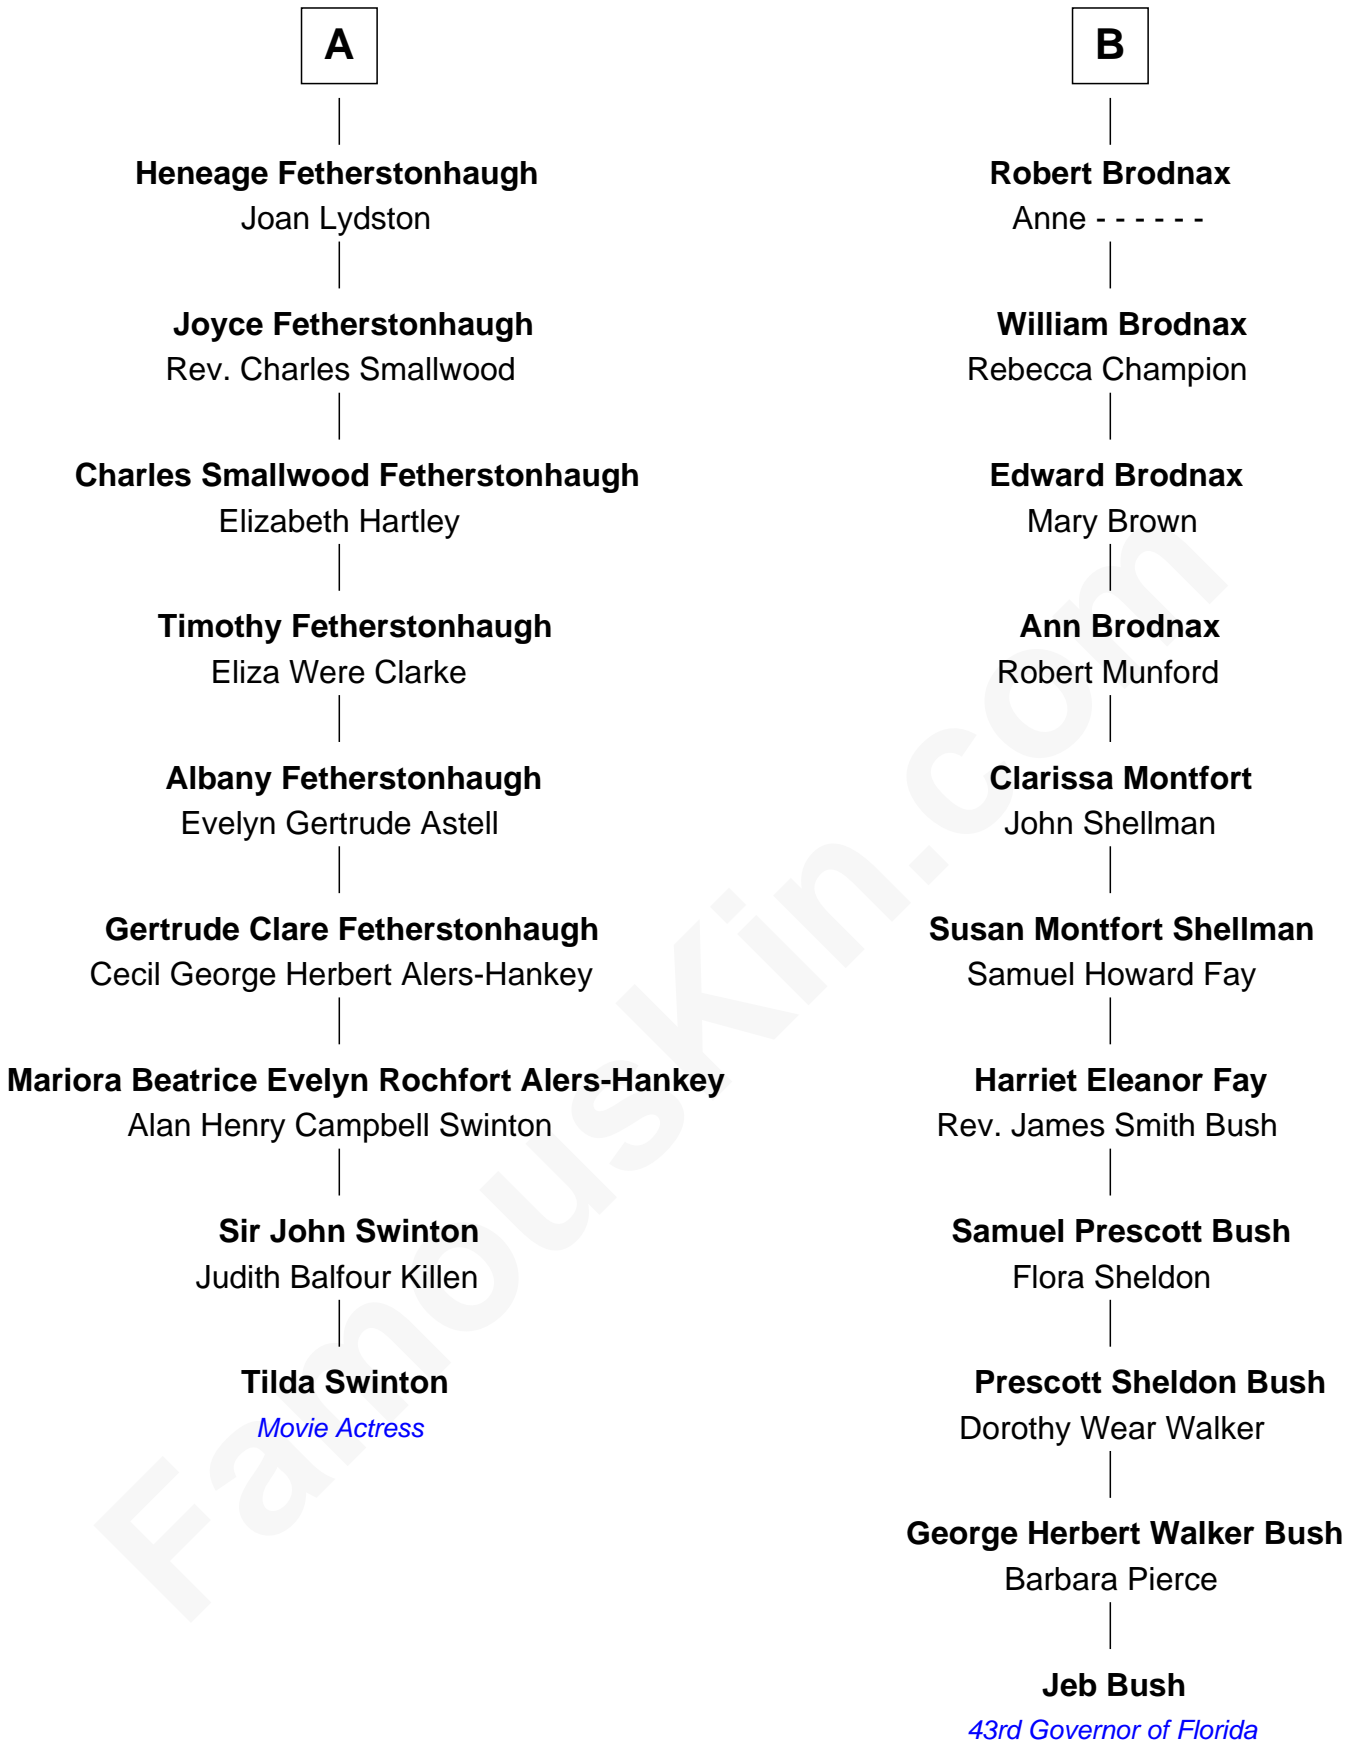 A
Heneage Fetherstonhaugh
Joan Lydston
Joyce Fetherstonhaugh
Rev. Charles Smallwood
Charles Smallwood Fetherstonhaugh
Elizabeth Hartley
Timothy Fetherstonhaugh
Eliza Were Clarke
Albany Fetherstonhaugh
Evelyn Gertrude Astell
Gertrude Clare Fetherstonhaugh
Cecil George Herbert Alers-Hankey
Mariora Beatrice Evelyn Rochfort Alers-Hankey
Alan Henry Campbell Swinton
Sir John Swinton
Judith Balfour Killen
Tilda Swinton
Movie Actress
B
Robert Brodnax
Anne - - - - - -
William Brodnax
Rebecca Champion
Edward Brodnax
Mary Brown
Ann Brodnax
Robert Munford
Clarissa Montfort
John Shellman
Susan Montfort Shellman
Samuel Howard Fay
Harriet Eleanor Fay
Rev. James Smith Bush
Samuel Prescott Bush
Flora Sheldon
Prescott Sheldon Bush
Dorothy Wear Walker
George Herbert Walker Bush
Barbara Pierce
Jeb Bush
43rd Governor of Florida
FamousKin.com